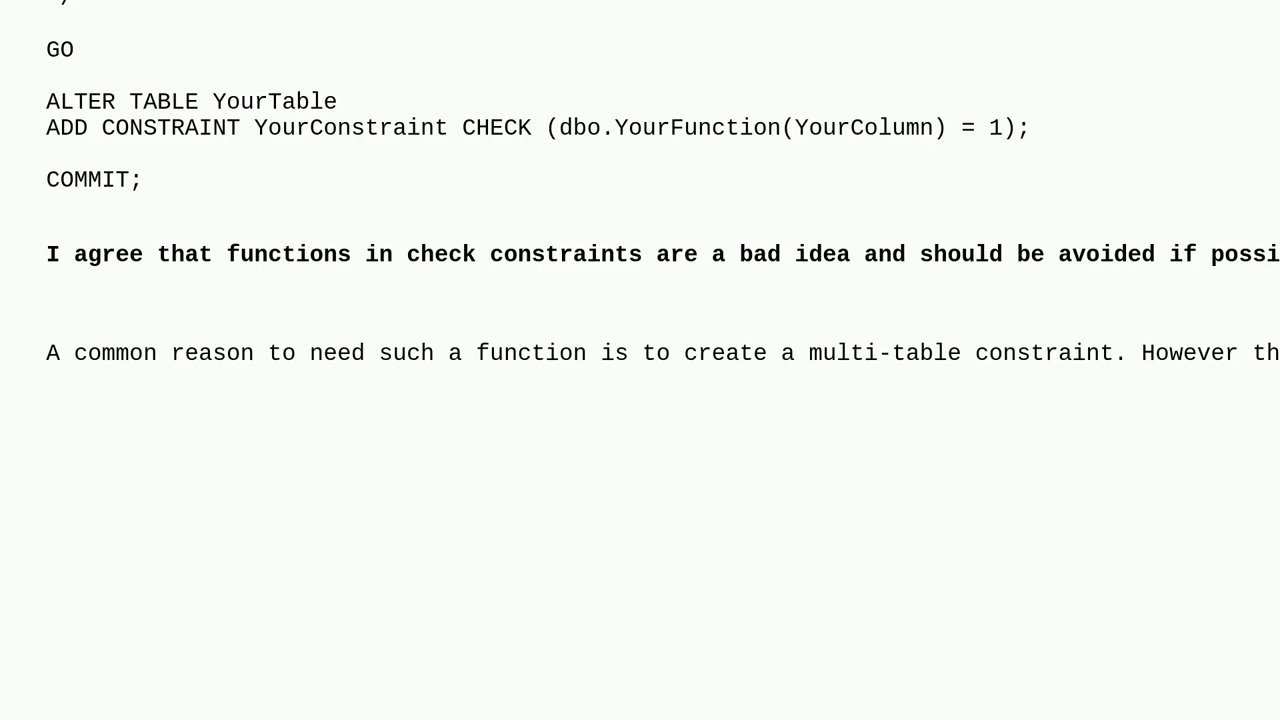 GO
ALTER TABLE YourTable
ADD CONSTRAINT YourConstraint CHECK (dbo.YourFunction(YourColumn) = 1);
COMMIT;
I agree that functions in check constraints are a bad idea and should be avoided if possi
A common reason to need such a function is to create a multi-table constraint. However th